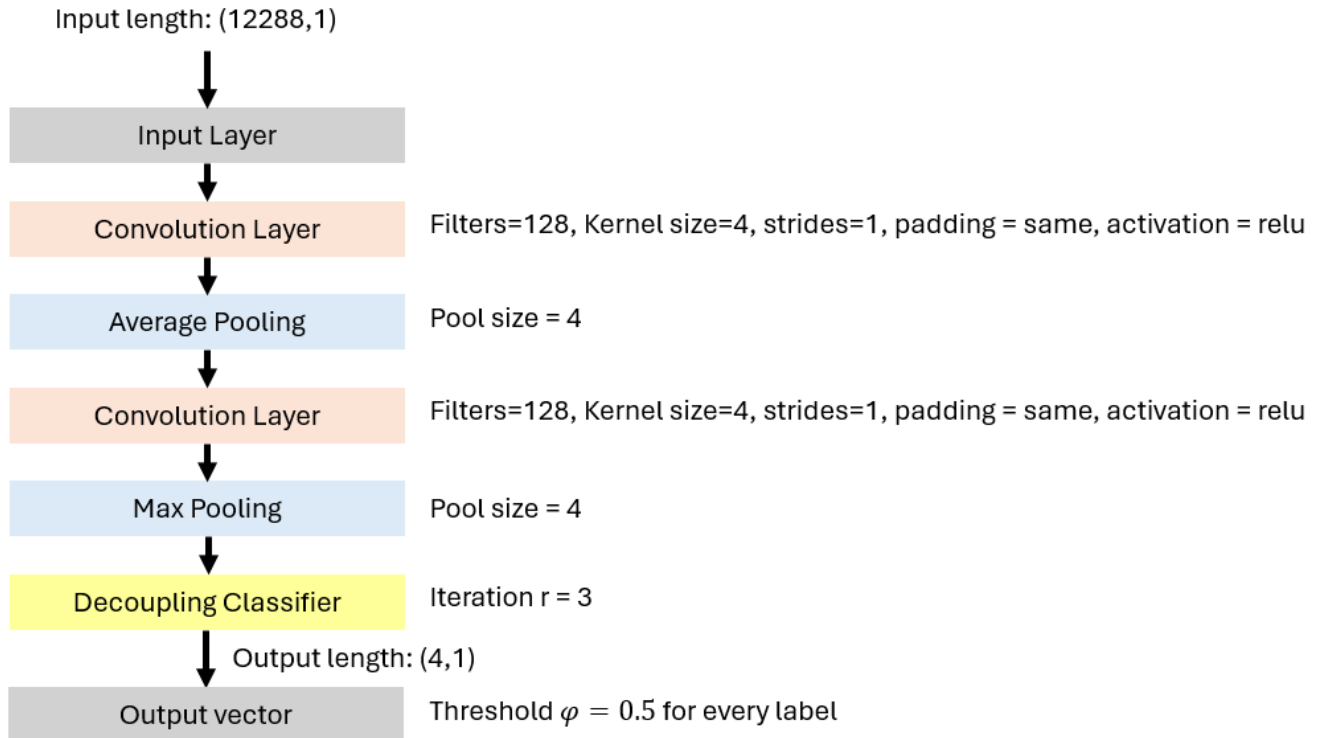 Input length: (12288,1)
Input Layer
Convolution Layer
Filters=128, Kernel size=4, strides=1, padding = same, activation = relu
Average Pooling
Pool size = 4
Convolution Layer
Filters=128, Kernel size=4, strides=1, padding = same, activation = relu
Max Pooling
Pool size = 4
Decoupling Classifier
Iteration r = 3
Output length: (4,1)
Output vector
Threshold 𝜑 = 0.5 for every label